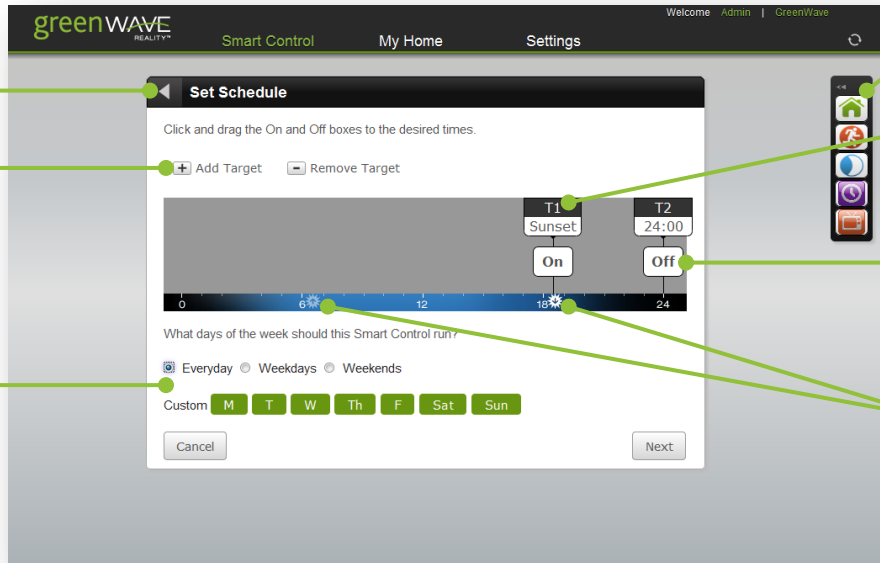 Welcome Admin | GreenWave
greenWAVE
REALITY™
Smart Control My Home Settings
<<
Set Schedule
Click and drag the On and Off boxes to the desired times.
+ Add Target - Remove Target
T1 T2
Sunset 24:00
On Off
0 6 12 18 24
What days of the week should this Smart Control run?
Everyday Weekdays Weekends
Custom M T W Th F Sat Sun
Cancel Next